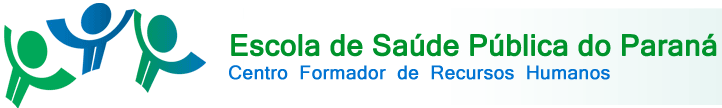 Escola de Saúde Pública do Paraná
Centro Formador de Recursos Humanos